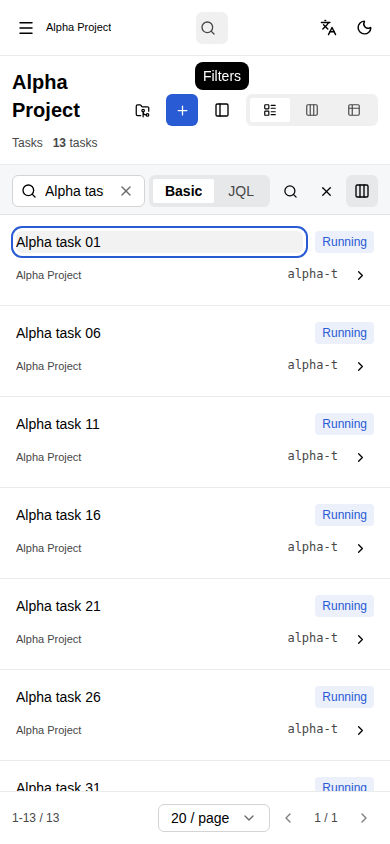 Alpha Project
Alpha
Project
Filters
Tasks 13 tasks
Alpha tas
Basic
JQL
Alpha task 01
Running
Alpha Project
alpha-t
Alpha task 06
Running
Alpha Project
alpha-t
Alpha task 11
Running
Alpha Project
alpha-t
Alpha task 16
Running
Alpha Project
alpha-t
Alpha task 21
Running
Alpha Project
alpha-t
Alpha task 26
Running
Alpha Project
alpha-t
Alpha task 31
Running
1-13 / 13
20 / page
1 / 1